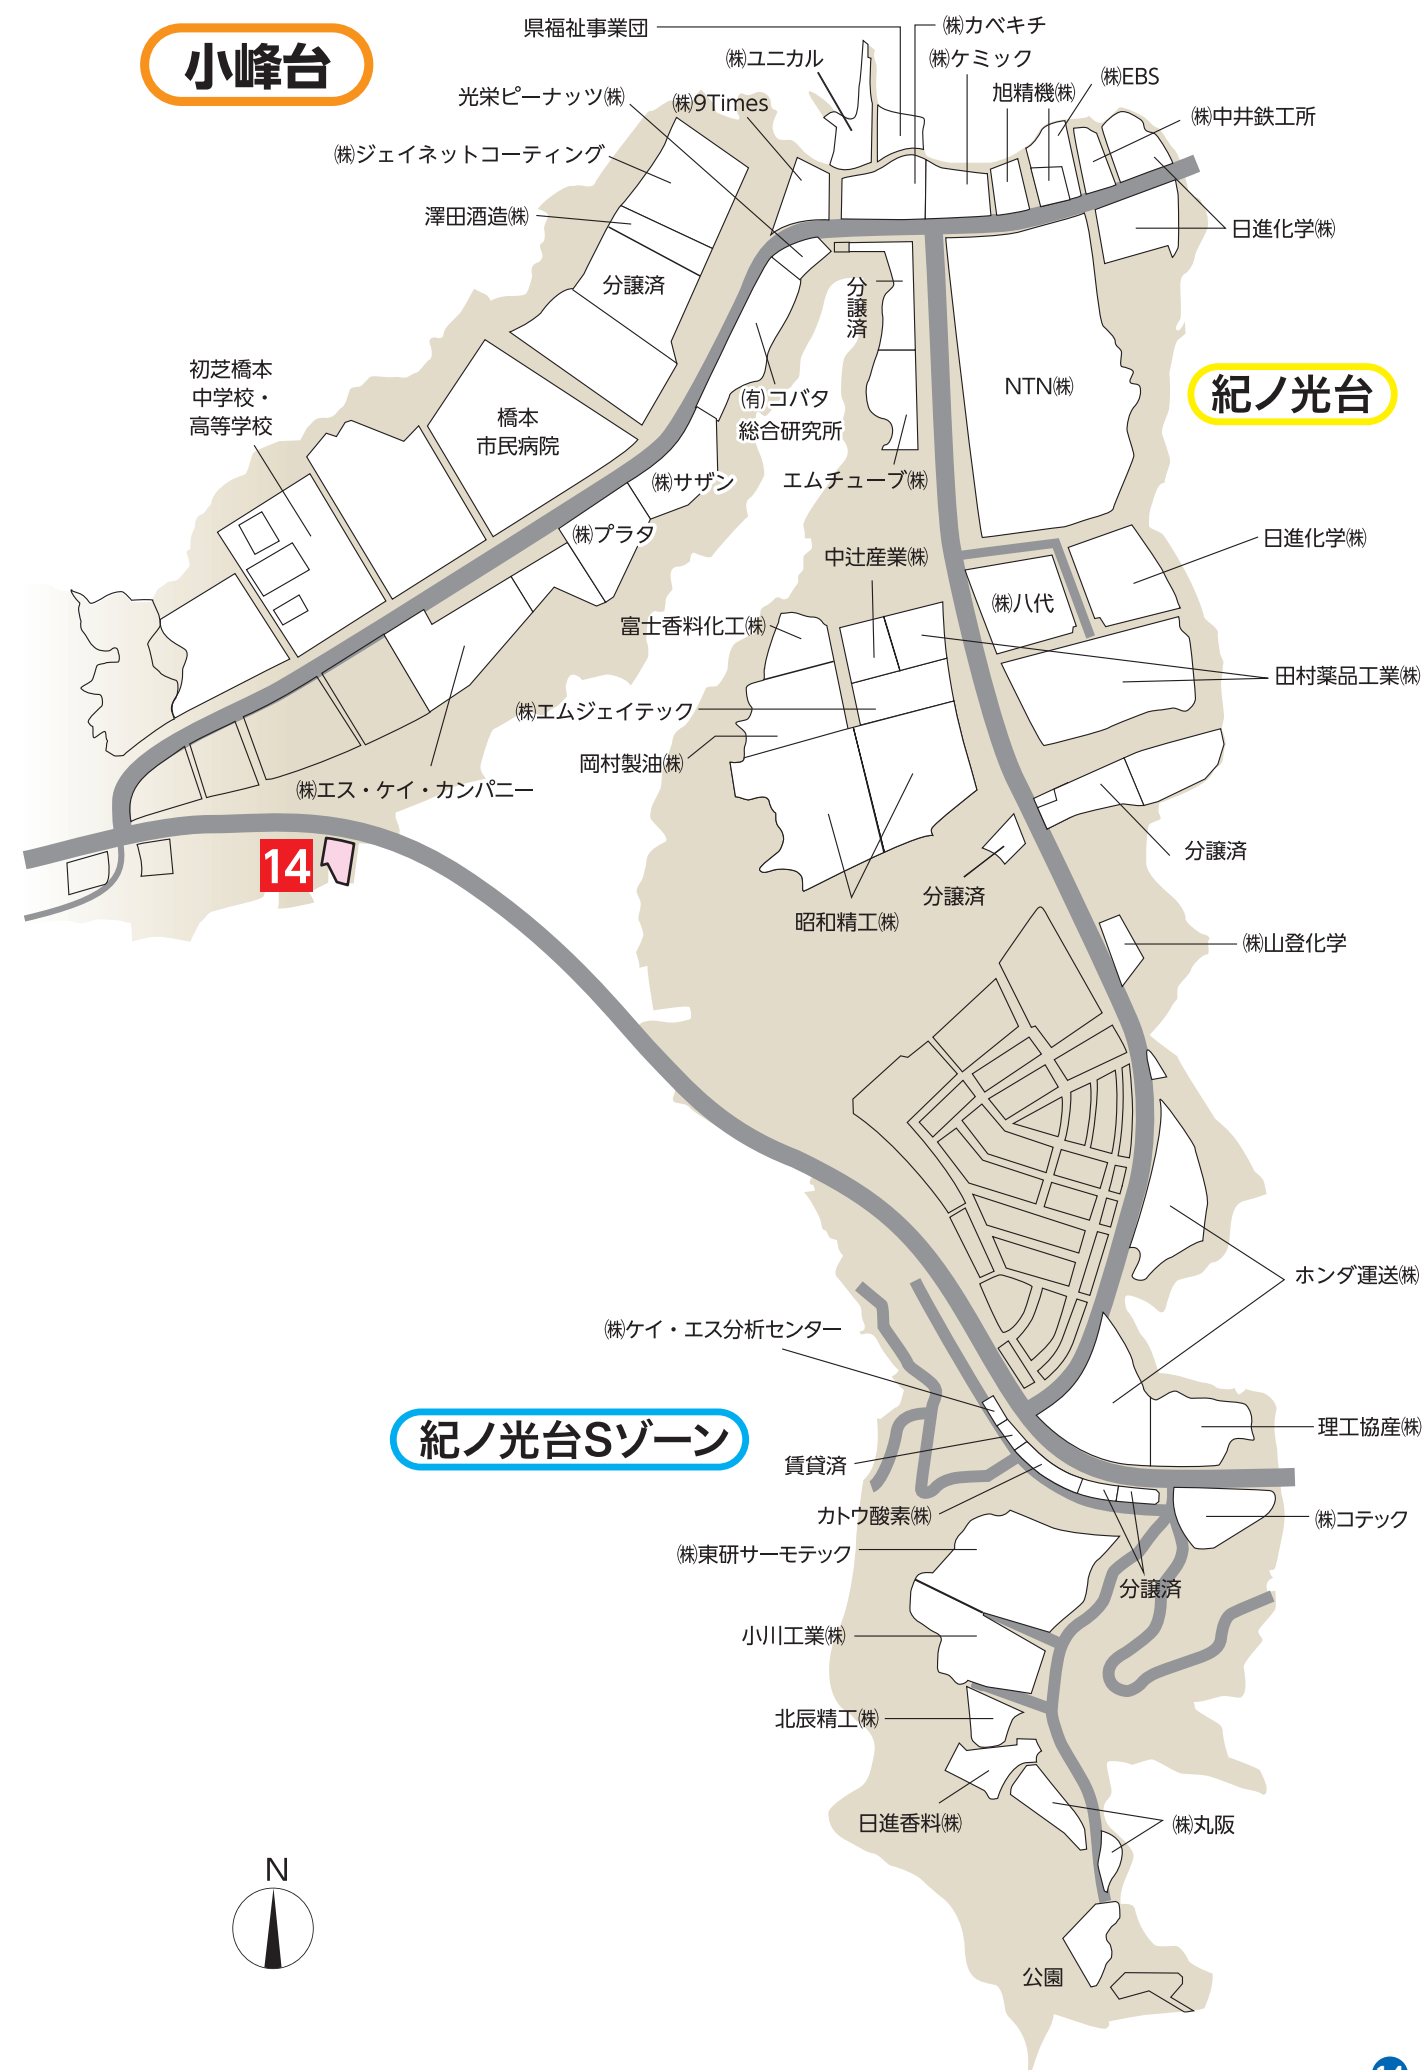 小峰台
県福祉事業団
㈱カベキチ
㈱ユニカル
㈱ケミック
旭精機㈱
㈱EBS
光栄ピーナッツ㈱
㈱9Times
㈱中井鉄工所
㈱ジェイネットコーティング
澤田酒造㈱
日進化学㈱
分譲済
分譲済
初芝橋本
中学校・
高等学校
橋本
市民病院
㈲コバタ
総合研究所
NTN㈱
紀ノ光台
㈱サザン
エムチューブ㈱
㈱プラタ
中辻産業㈱
日進化学㈱
㈱八代
富士香料化工㈱
田村薬品工業㈱
㈱エムジェイテック
岡村製油㈱
㈱エス・ケイ・カンパニー
14
分譲済
分譲済
昭和精工㈱
㈱山登化学
ホンダ運送㈱
㈱ケイ・エス分析センター
紀ノ光台Sゾーン
理工協産㈱
賃貸済
カトウ酸素㈱
㈱コテック
㈱東研サーモテック
分譲済
小川工業㈱
北辰精工㈱
日進香料㈱
㈱丸阪
N
公園